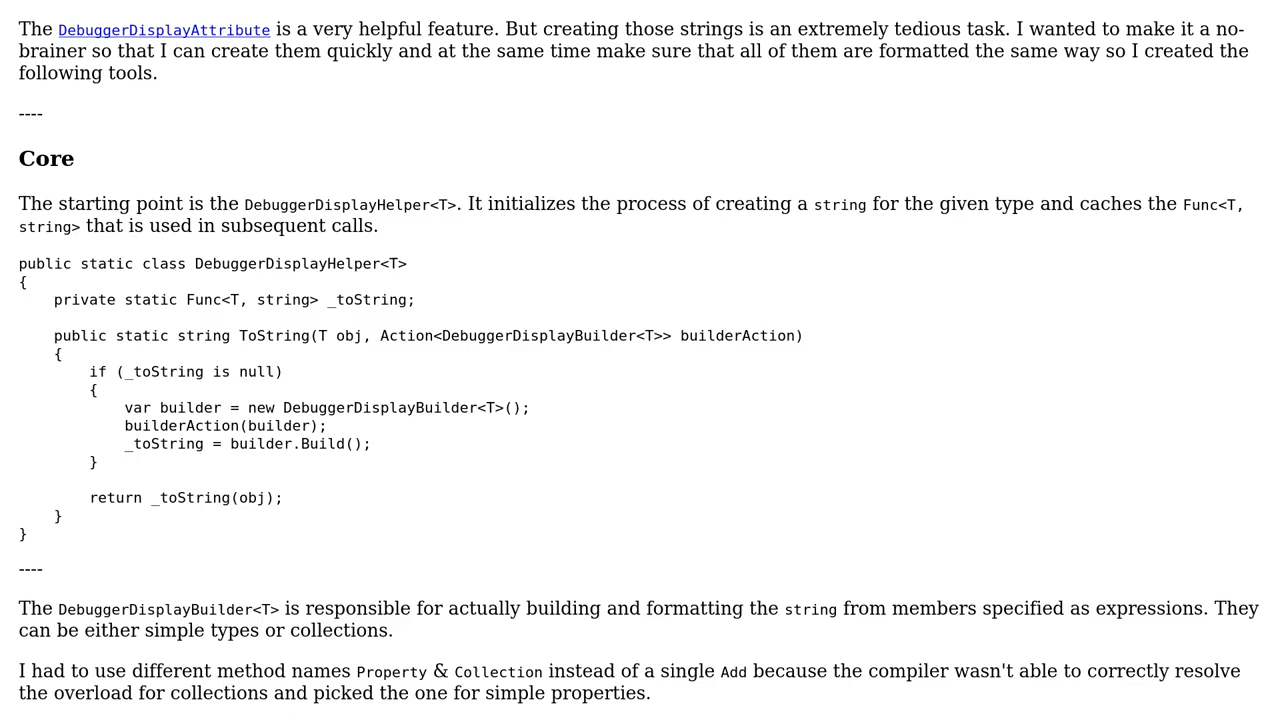 The DebuggerDisplayAttribute is a very helpful feature. But creating those strings is an extremely tedious task. I wanted to make it a no-
brainer so that I can create them quickly and at the same time make sure that all of them are formatted the same way so I created the
following tools.
----
Core
The starting point is the DebuggerDisplayHelper<T>. It initializes the process of creating a string for the given type and caches the Func<T,
string> that is used in subsequent calls.
public static class DebuggerDisplayHelper<T>
{
    private static Func<T, string> _toString;
    public static string ToString(T obj, Action<DebuggerDisplayBuilder<T>> builderAction)
    {
        if (_toString is null)
        {
            var builder = new DebuggerDisplayBuilder<T>();
            builderAction(builder);
            _toString = builder.Build();
        }
        return _toString(obj);
    }
}
----
The DebuggerDisplayBuilder<T> is responsible for actually building and formatting the string from members specified as expressions. They
can be either simple types or collections.
I had to use different method names Property & Collection instead of a single Add because the compiler wasn't able to correctly resolve
the overload for collections and picked the one for simple properties.